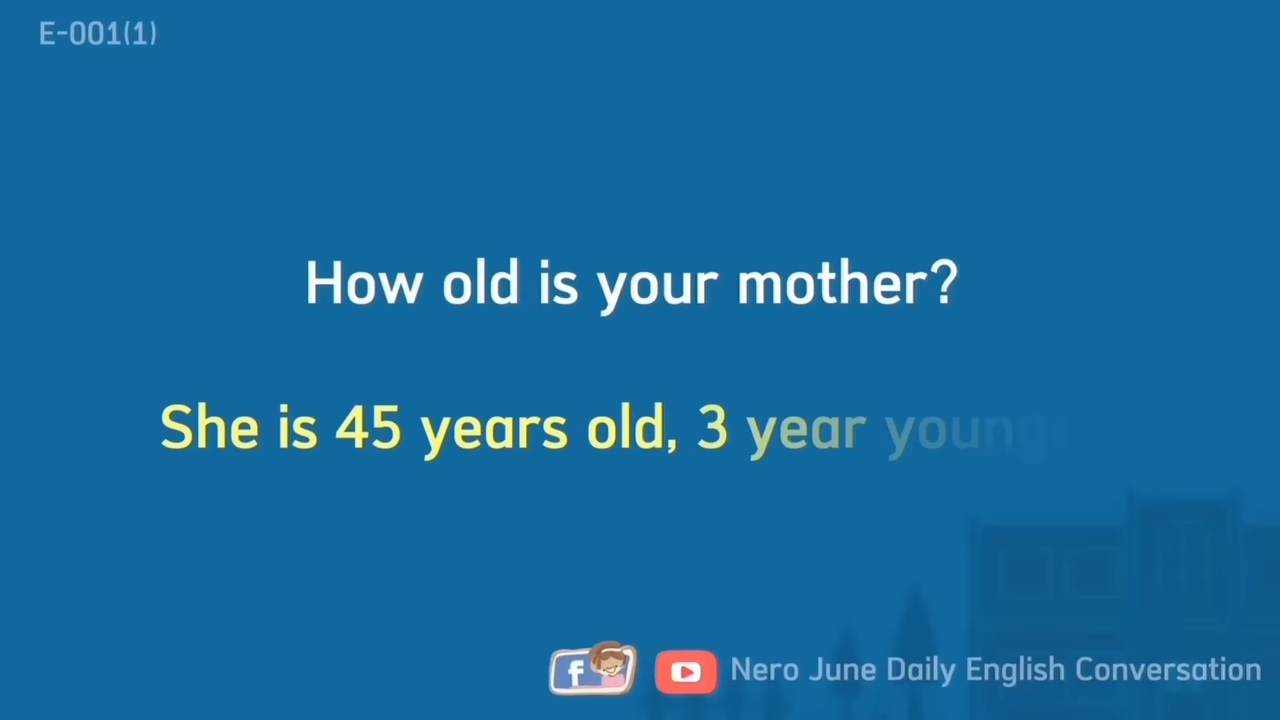 E-001(1)
How old is your mother?
She is 45 years old, 3 year young
f
Nero June Daily English Conversation